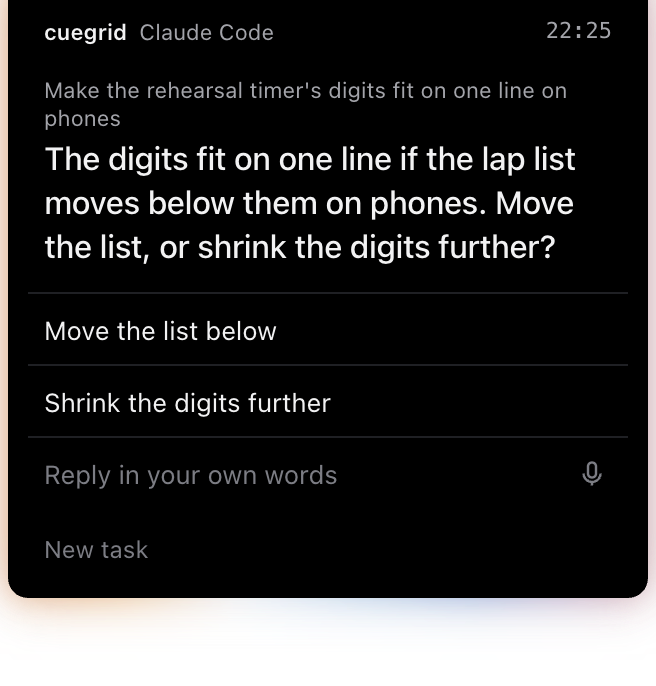 cuegrid Claude Code 22:25
Make the rehearsal timer's digits fit on one line on
phones
The digits fit on one line if the lap list
moves below them on phones. Move
the list, or shrink the digits further?
Move the list below
Shrink the digits further
Reply in your own words
New task